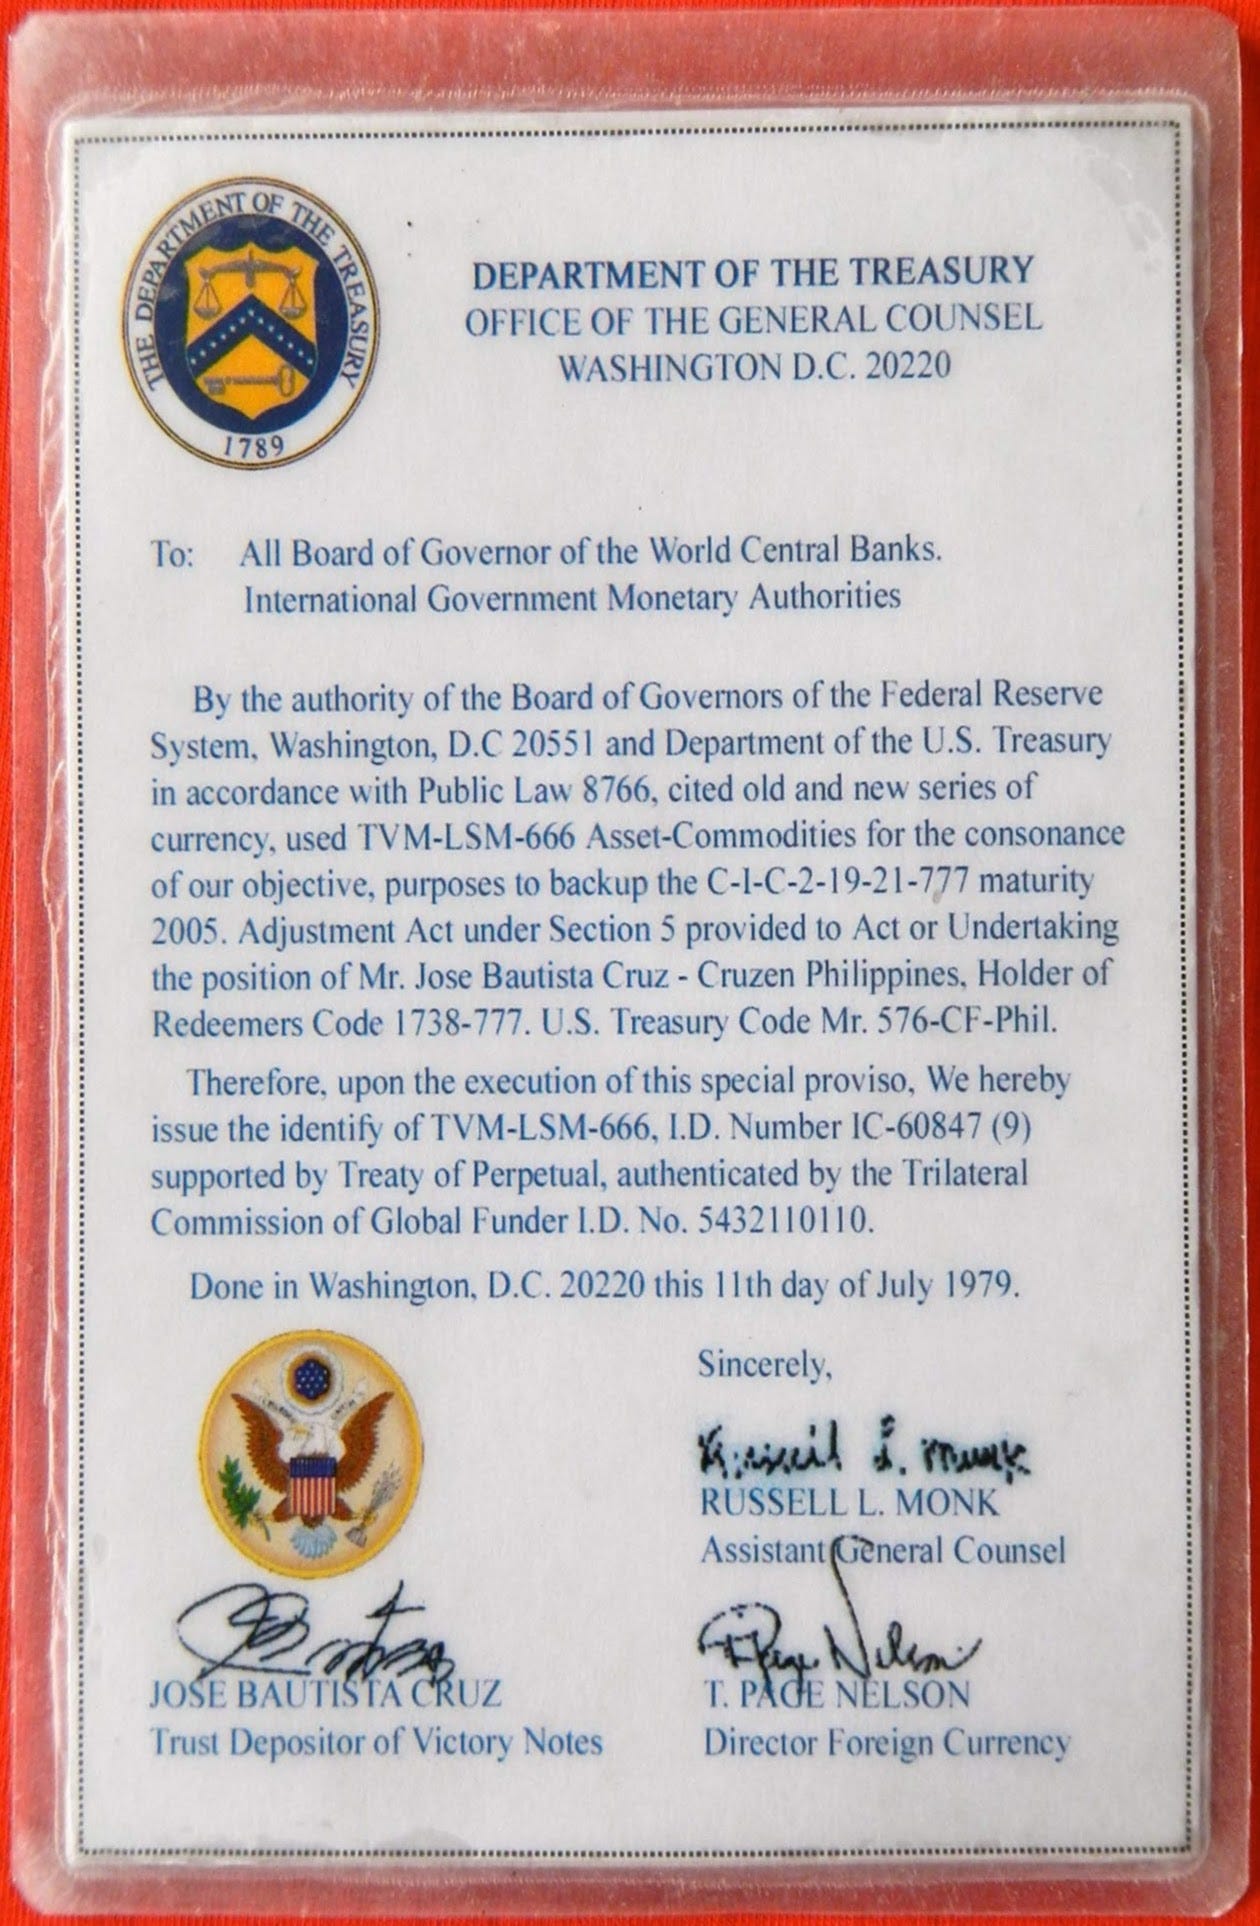 THE DEPARTMENT OF THE TREASURY
1789
DEPARTMENT OF THE TREASURY
OFFICE OF THE GENERAL COUNSEL
WASHINGTON D.C. 20220
To: All Board of Governor of the World Central Banks.
International Government Monetary Authorities
By the authority of the Board of Governors of the Federal Reserve
System, Washington, D.C 20551 and Department of the U.S. Treasury
in accordance with Public Law 8766, cited old and new series of
currency, used TVM-LSM-666 Asset-Commodities for the consonance
of our objective, purposes to backup the C-1-C-2-19-21-777 maturity
2005. Adjustment Act under Section 5 provided to Act or Undertaking
the position of Mr. Jose Bautista Cruz - Cruzen Philippines, Holder of
Redeemers Code 1738-777. U.S. Treasury Code Mr. 576-CF-Phil.
Therefore, upon the execution of this special proviso, We hereby
issue the identify of TVM-LSM-666, I.D. Number IC-60847 (9)
supported by Treaty of Perpetual, authenticated by the Trilateral
Commission of Global Funder I.D. No. 5432110110.
Done in Washington, D.C. 20220 this 11th day of July 1979.
Sincerely,
Russell L. Munk
RUSSELL L. MONK
Assistant General Counsel
JOSE BAUTISTA CRUZ
Trust Depositor of Victory Notes
T. Page Nelson
T. PAGE NELSON
Director Foreign Currency